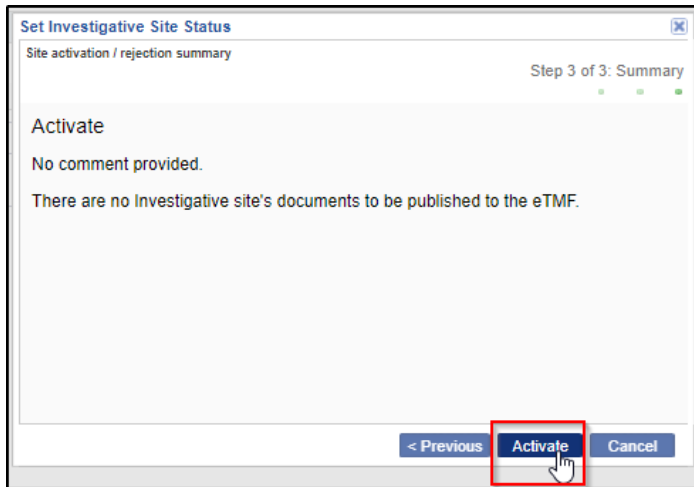 Set Investigative Site Status
Site activation / rejection summary
Step 3 of 3: Summary
Activate
No comment provided.
There are no Investigative site's documents to be published to the eTMF.
< Previous Activate Cancel